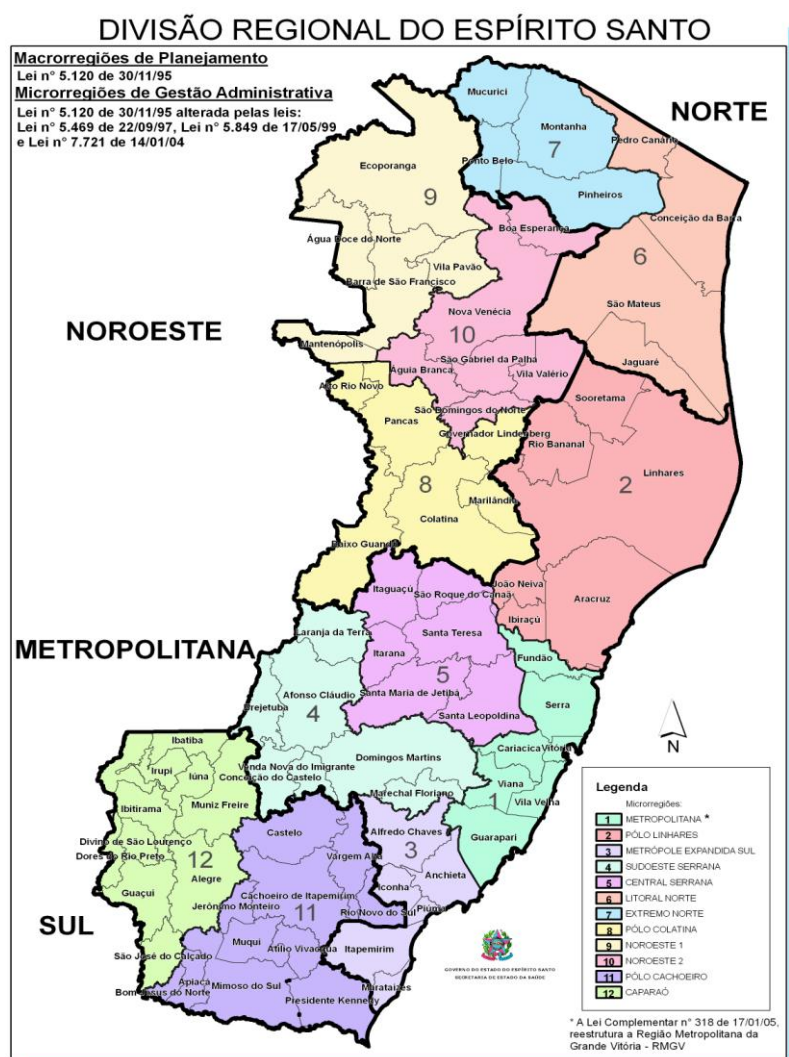 DIVISÃO REGIONAL DO ESPÍRITO SANTO
Macrorregiões de Planejamento
Lei n° 5.120 de 30/11/95
Microrregiões de Gestão Administrativa
Lei n° 5.120 de 30/11/95 alterada pelas leis:
Lei n° 5.469 de 22/09/97, Lei n° 5.849 de 17/05/99
e Lei n° 7.721 de 14/01/04
NORTE
Mucurici
Montanha
7
Pedro Canário
Ponto Belo
Ecoporanga
9
Pinheiros
Conceição da Barra
Boa Esperança
Água Doce do Norte
6
Vila Pavão
Barra de São Francisco
São Mateus
Nova Venécia
NOROESTE
10
Mantenópolis
São Gabriel da Palha
Jaguaré
Águia Branca
Vila Valério
Alto Rio Novo
Sooretama
São Domingos do Norte
Pancas
Governador Lindenberg
Rio Bananal
Linhares
2
8
Marilândia
Colatina
Baixo Guandu
João Neiva
Itaguaçú
São Roque do Canaã
Aracruz
Ibiraçú
Laranja da Terra
Santa Teresa
METROPOLITANA
Itarana
Fundão
5
Afonso Cláudio
Santa Maria de Jetibá
Brejetuba
4
Serra
Santa Leopoldina
Ibatiba
Cariacica
Vitória
N
Irupi
Iúna
Venda Nova do Imigrante
Domingos Martins
Conceição do Castelo
Viana
Marechal Floriano
1
Vila Velha
Ibitirama
Muniz Freire
Castelo
Alfredo Chaves
Guarapari
Divino de São Lourenço
Vargem Alta
3
Dores do Rio Preto
12
Anchieta
Alegre
Guaçuí
Cachoeiro de Itapemirim
Iconha
Jerônimo Monteiro
11
Rio Novo do Sul
Piúma
SUL
Muqui
Atílio Vivacqua
Itapemirim
São José do Calçado
Apiacá
Bom Jesus do Norte
Mimoso do Sul
Marataízes
Presidente Kennedy
GOVERNO DO ESTADO DO ESPÍRITO SANTO
SECRETARIA DE ESTADO DA SAÚDE
Legenda
Microrregiões:
1 METROPOLITANA *
2 PÓLO LINHARES
3 METRÓPOLE EXPANDIDA SUL
4 SUDOESTE SERRANA
5 CENTRAL SERRANA
6 LITORAL NORTE
7 EXTREMO NORTE
8 PÓLO COLATINA
9 NOROESTE 1
10 NOROESTE 2
11 PÓLO CACHOEIRO
12 CAPARAÓ
* A Lei Complementar n° 318 de 17/01/05,
reestrutura a Região Metropolitana da
Grande Vitória - RMGV